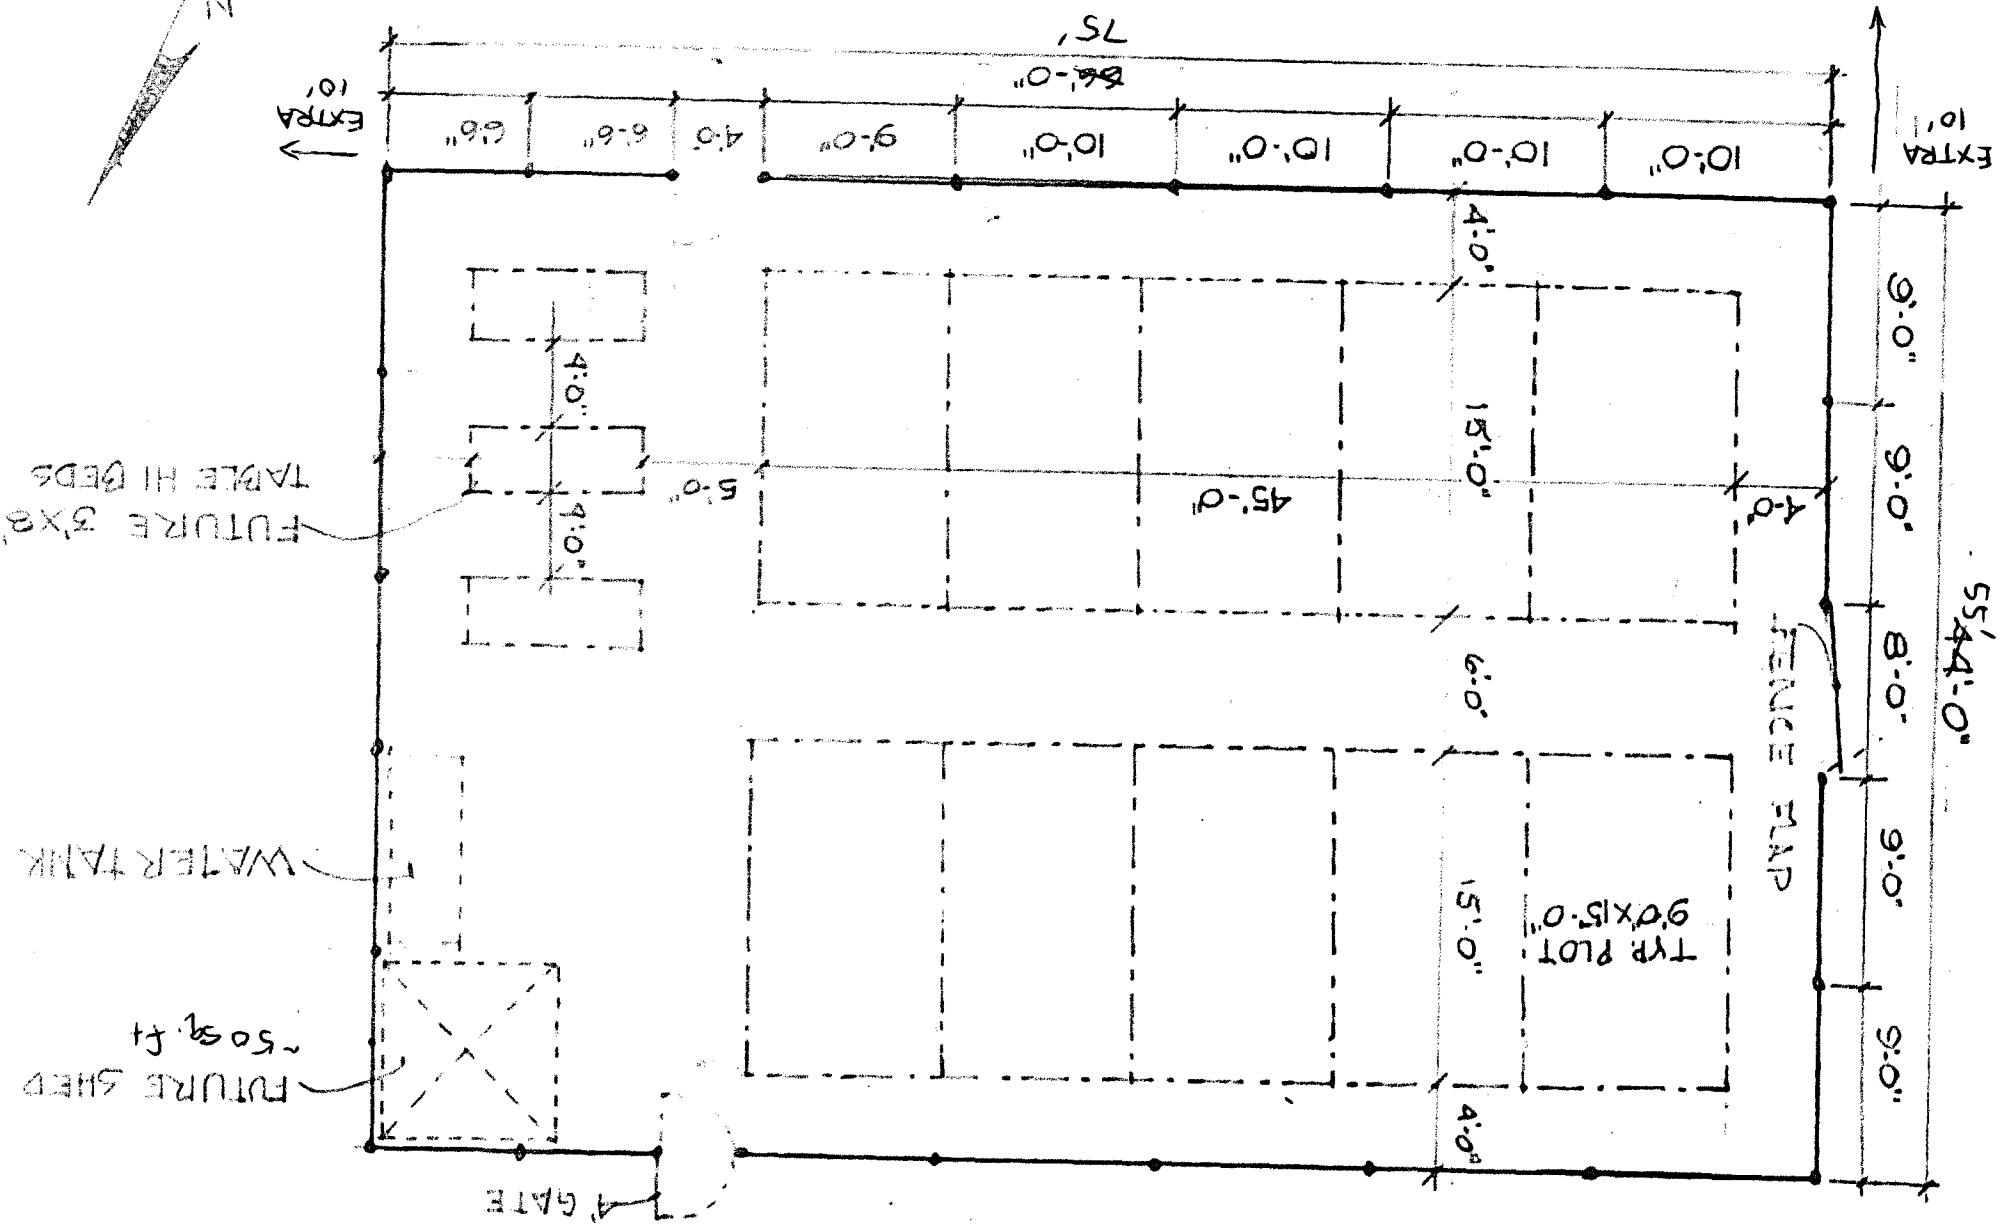 4' GATE
4'-0"
9'-0"
FUTURE SHED
~50 sq. ft
TYP. PLOT
9'0"X15'-0"
15'-0"
9'-0"
WATER TANK
FENCE FLAP
55'
44'-0"
8'-0"
6'-0"
4'-0"
FUTURE 3'X8'
TABLE HI BEDS
4'-0"
45'-0"
5'-0"
15'-0"
9'-0"
4'-0"
9'-0"
4'-0"
EXTRA
10'
10'-0"
10'-0"
10'-0"
10'-0"
9'-0"
4'-0"
6'-6"
6'6"
EXTRA
10'
66'-0"
75'
N